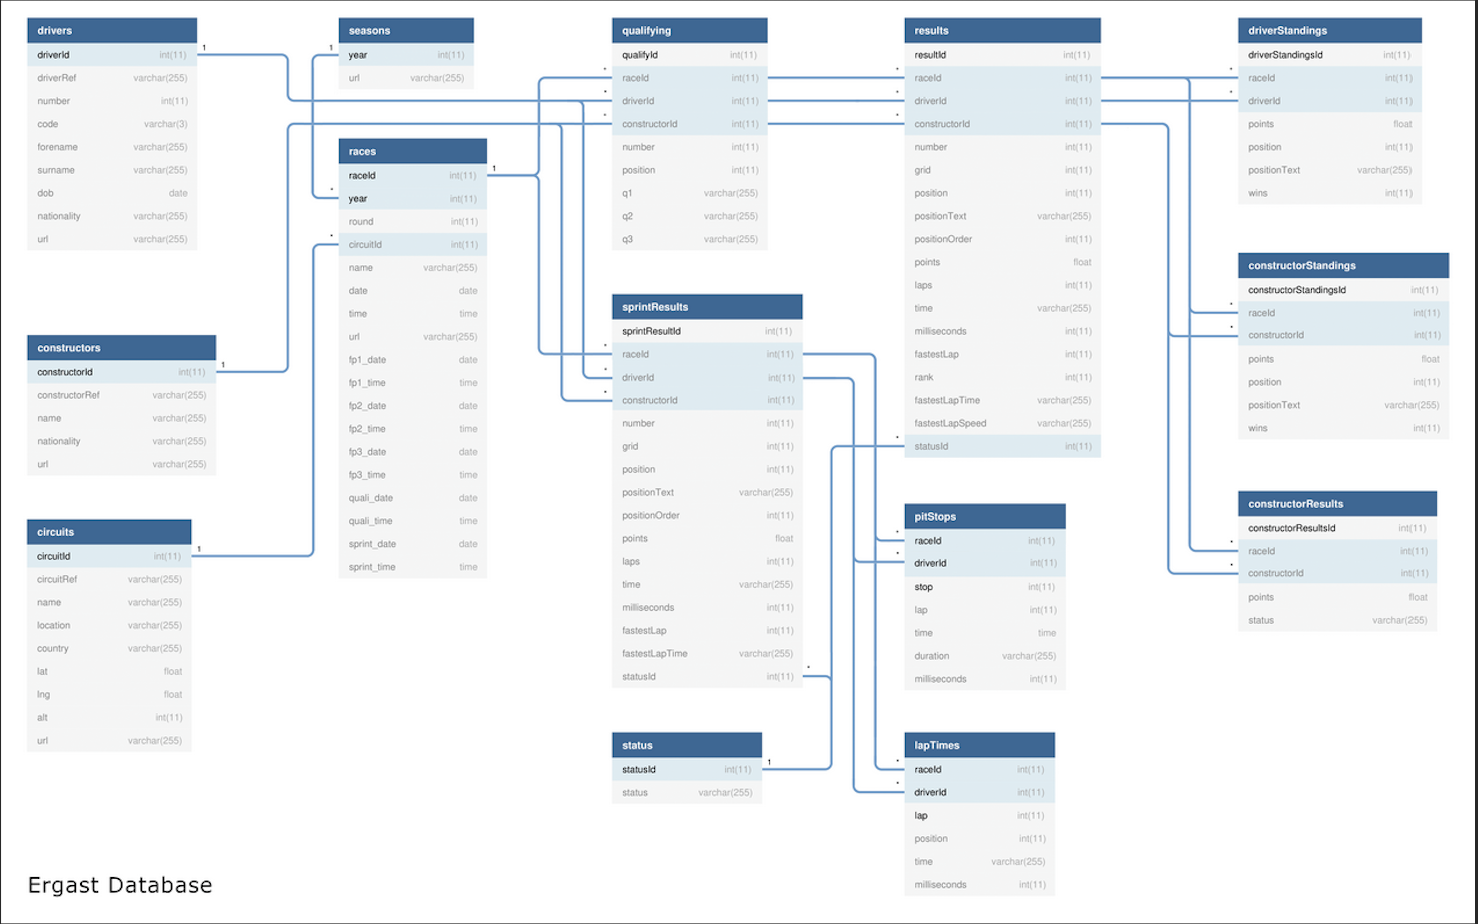 drivers
driverId int(11)
driverRef varchar(255)
number int(11)
code varchar(3)
forename varchar(255)
surname varchar(255)
dob date
nationality varchar(255)
url varchar(255)
1
constructors
constructorId int(11)
constructorRef varchar(255)
name varchar(255)
nationality varchar(255)
url varchar(255)
1
circuits
circuitId int(11)
circuitRef varchar(255)
name varchar(255)
location varchar(255)
country varchar(255)
lat float
lng float
alt int(11)
url varchar(255)
1
seasons
year int(11)
url varchar(255)
1
races
raceId int(11)
year int(11)
round int(11)
circuitId int(11)
name varchar(255)
date date
time time
url varchar(255)
fp1_date date
fp1_time time
fp2_date date
fp2_time time
fp3_date date
fp3_time time
quali_date date
quali_time time
sprint_date date
sprint_time time
1
*
*
qualifying
qualifyId int(11)
raceId int(11)
driverId int(11)
constructorId int(11)
number int(11)
position int(11)
q1 varchar(255)
q2 varchar(255)
q3 varchar(255)
*
*
*
sprintResults
sprintResultId int(11)
raceId int(11)
driverId int(11)
constructorId int(11)
number int(11)
grid int(11)
position int(11)
positionText varchar(255)
positionOrder int(11)
points float
laps int(11)
time varchar(255)
milliseconds int(11)
fastestLap int(11)
fastestLapTime varchar(255)
statusId int(11)
*
*
*
*
status
statusId int(11)
status varchar(255)
1
results
resultId int(11)
raceId int(11)
driverId int(11)
constructorId int(11)
number int(11)
grid int(11)
position int(11)
positionText varchar(255)
positionOrder int(11)
points float
laps int(11)
time varchar(255)
milliseconds int(11)
fastestLap int(11)
rank int(11)
fastestLapTime varchar(255)
fastestLapSpeed varchar(255)
statusId int(11)
*
*
*
*
pitStops
raceId int(11)
driverId int(11)
stop int(11)
lap int(11)
time time
duration varchar(255)
milliseconds int(11)
*
*
lapTimes
raceId int(11)
driverId int(11)
lap int(11)
position int(11)
time varchar(255)
milliseconds int(11)
*
*
driverStandings
driverStandingsId int(11)
raceId int(11)
driverId int(11)
points float
position int(11)
positionText varchar(255)
wins int(11)
*
*
constructorStandings
constructorStandingsId int(11)
raceId int(11)
constructorId int(11)
points float
position int(11)
positionText varchar(255)
wins int(11)
*
*
constructorResults
constructorResultsId int(11)
raceId int(11)
constructorId int(11)
points float
status varchar(255)
*
*
Ergast Database